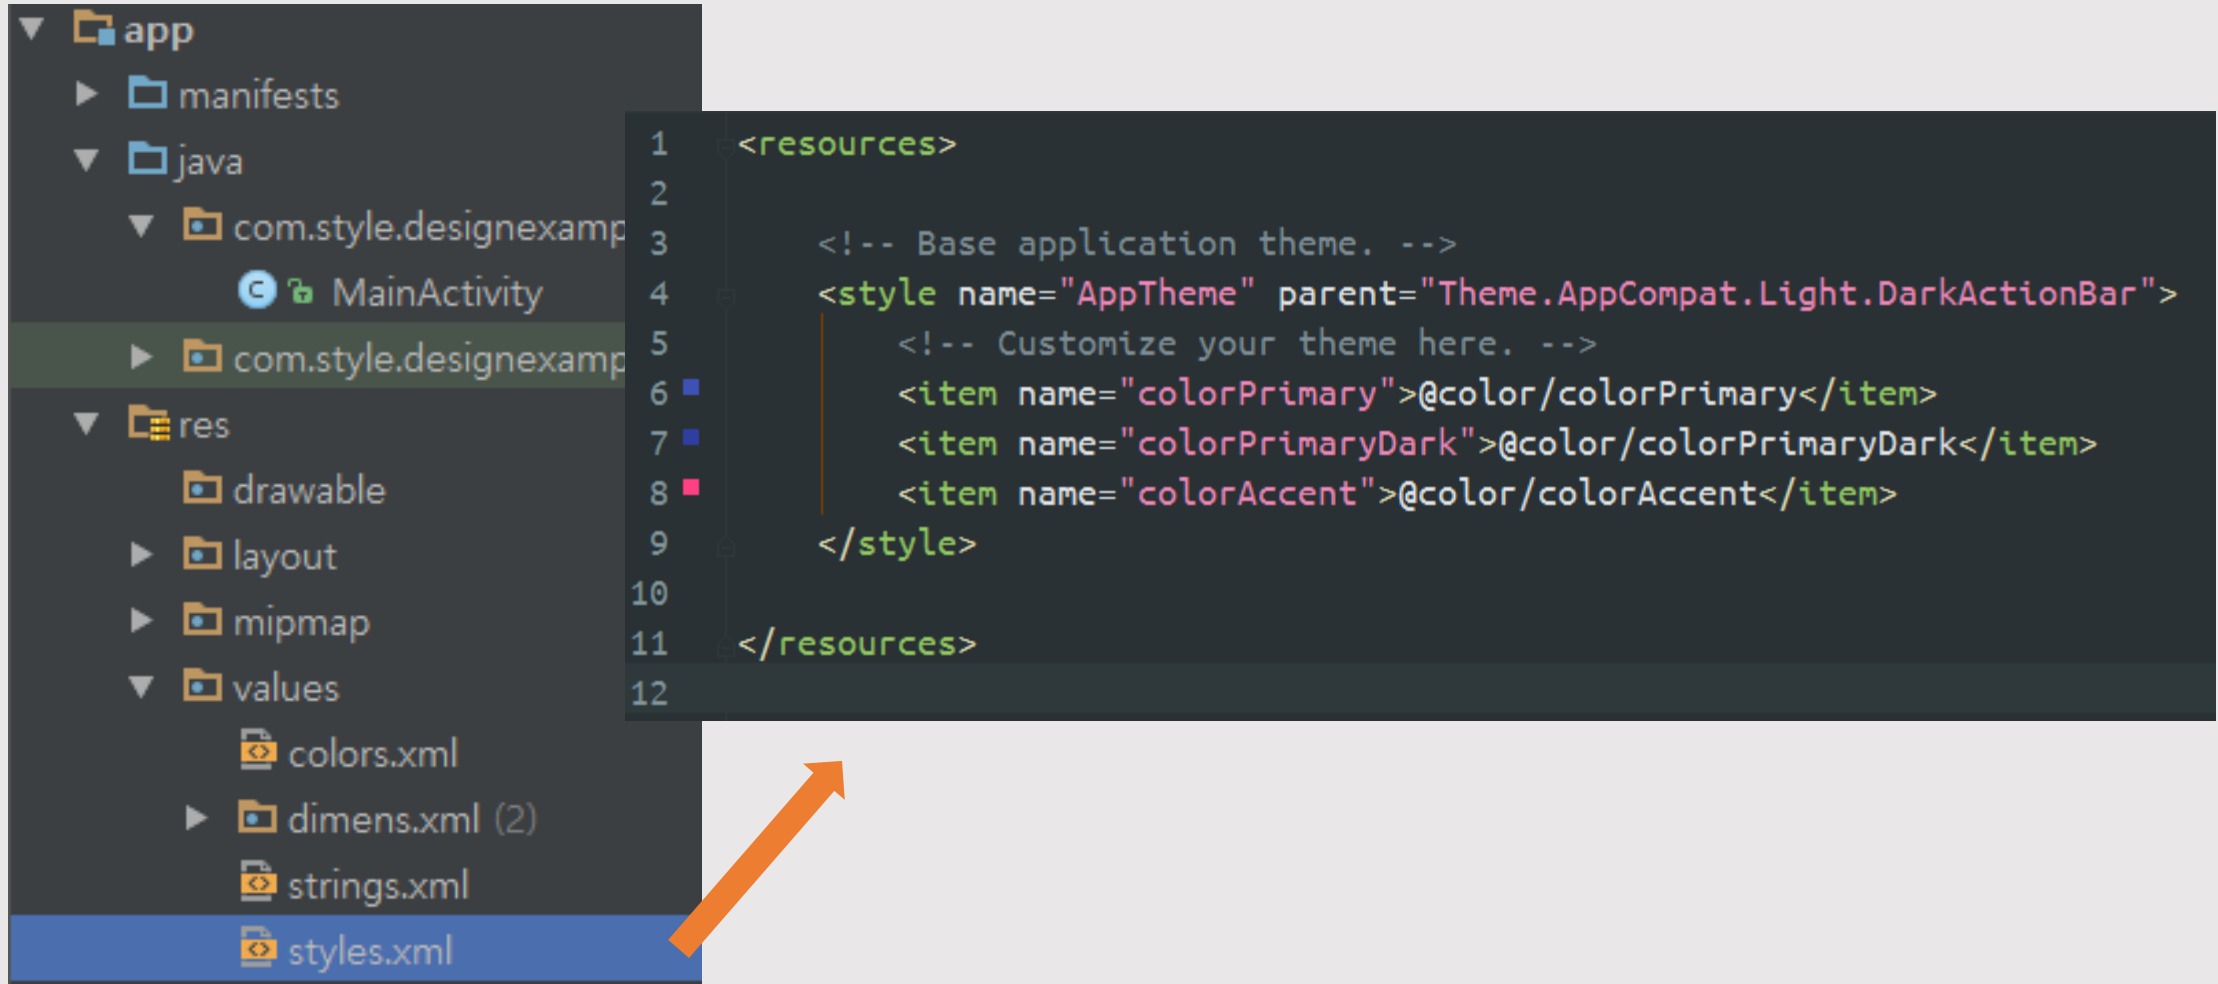 app
manifests
java
com.style.designexamp
MainActivity
com.style.designexamp
res
drawable
layout
mipmap
values
colors.xml
dimens.xml (2)
strings.xml
styles.xml
1 <resources>
2
3 <!-- Base application theme. -->
4 <style name="AppTheme" parent="Theme.AppCompat.Light.DarkActionBar">
5 <!-- Customize your theme here. -->
6 <item name="colorPrimary">@color/colorPrimary</item>
7 <item name="colorPrimaryDark">@color/colorPrimaryDark</item>
8 <item name="colorAccent">@color/colorAccent</item>
9 </style>
10
11 </resources>
12